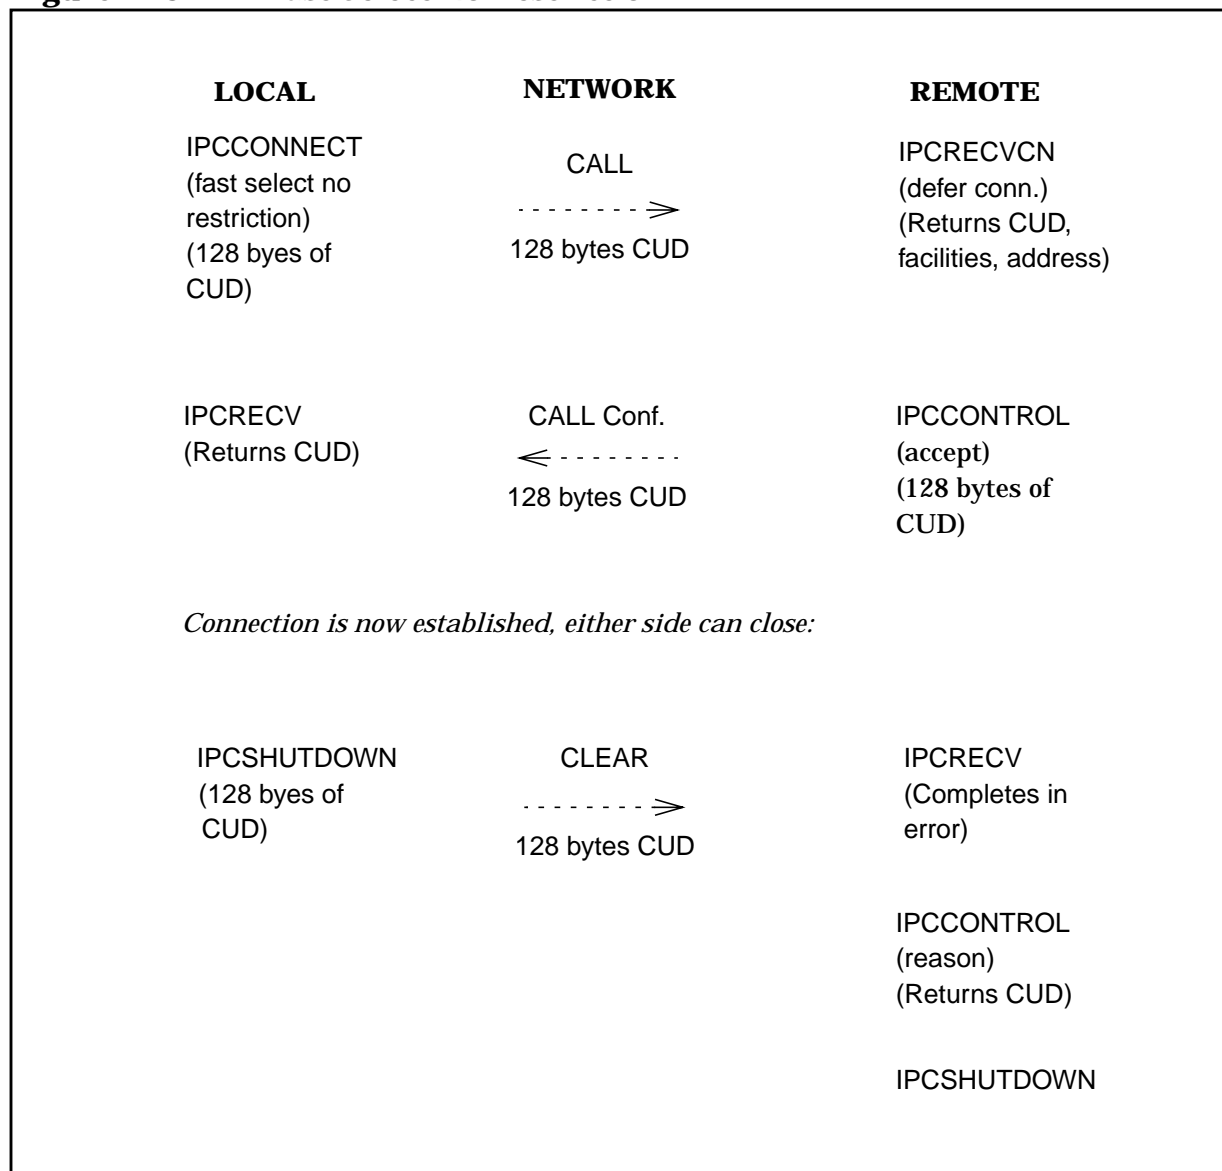 LOCAL NETWORK REMOTE
IPCCONNECT
(fast select no
restriction)
(128 byes of
CUD)
CALL
128 bytes CUD
IPCRECVCN
(defer conn.)
(Returns CUD,
facilities, address)
IPCRECV
(Returns CUD)
CALL Conf.
128 bytes CUD
IPCCONTROL
(accept)
(128 bytes of
CUD)
Connection is now established, either side can close:
IPCSHUTDOWN
(128 byes of
CUD)
CLEAR
128 bytes CUD
IPCRECV
(Completes in
error)
IPCCONTROL
(reason)
(Returns CUD)
IPCSHUTDOWN